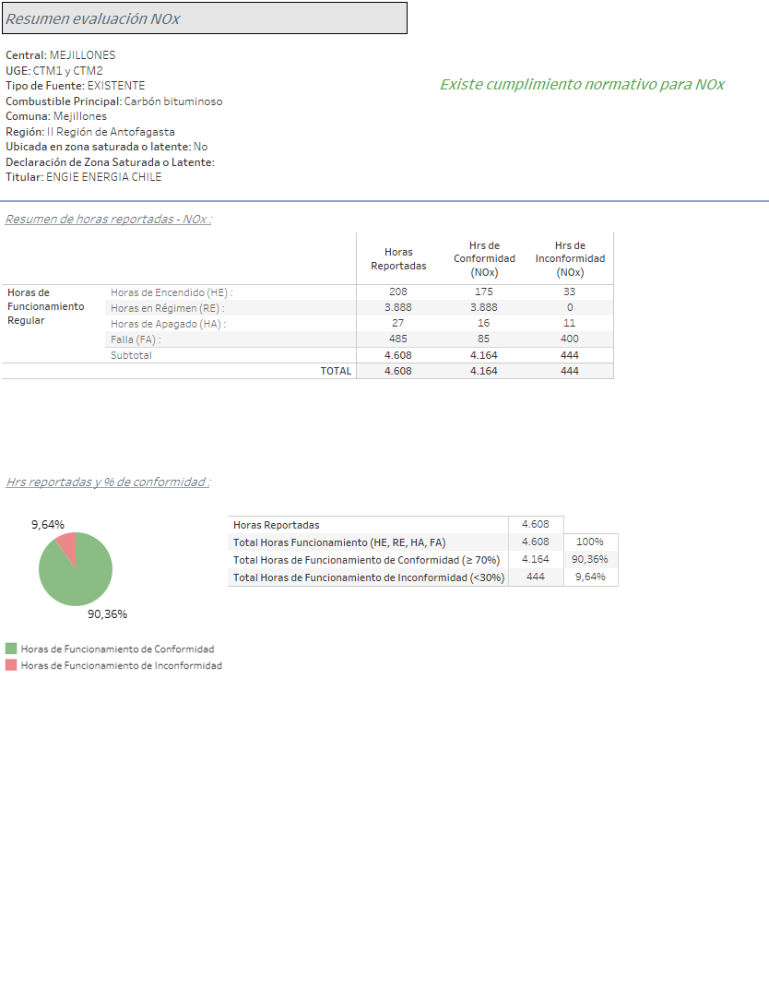 Resumen evaluación NOx
Central: MEJILLONES
UGE: CTM1 y CTM2
Tipo de Fuente: EXISTENTE
Combustible Principal: Carbón bituminoso
Comuna: Mejillones
Región: II Región de Antofagasta
Ubicada en zona saturada o latente: No
Declaración de Zona Saturada o Latente:
Titular: ENGIE ENERGIA CHILE
Existe cumplimiento normativo para NOx
Resumen de horas reportadas - NOx :
Horas Reportadas
Hrs de Conformidad (NOx)
Hrs de Inconformidad (NOx)
Horas de Funcionamiento Regular
Horas de Encendido (HE) : 208 175 33
Horas en Régimen (RE) : 3.888 3.888 0
Horas de Apagado (HA) : 27 16 11
Falla (FA) : 485 85 400
Subtotal 4.608 4.164 444
TOTAL 4.608 4.164 444
Hrs reportadas y % de conformidad :
9,64%
90,36%
Horas Reportadas 4.608
Total Horas Funcionamiento (HE, RE, HA, FA) 4.608 100%
Total Horas de Funcionamiento de Conformidad (≥ 70%) 4.164 90,36%
Total Horas de Funcionamiento de Inconformidad (<30%) 444 9,64%
Horas de Funcionamiento de Conformidad
Horas de Funcionamiento de Inconformidad